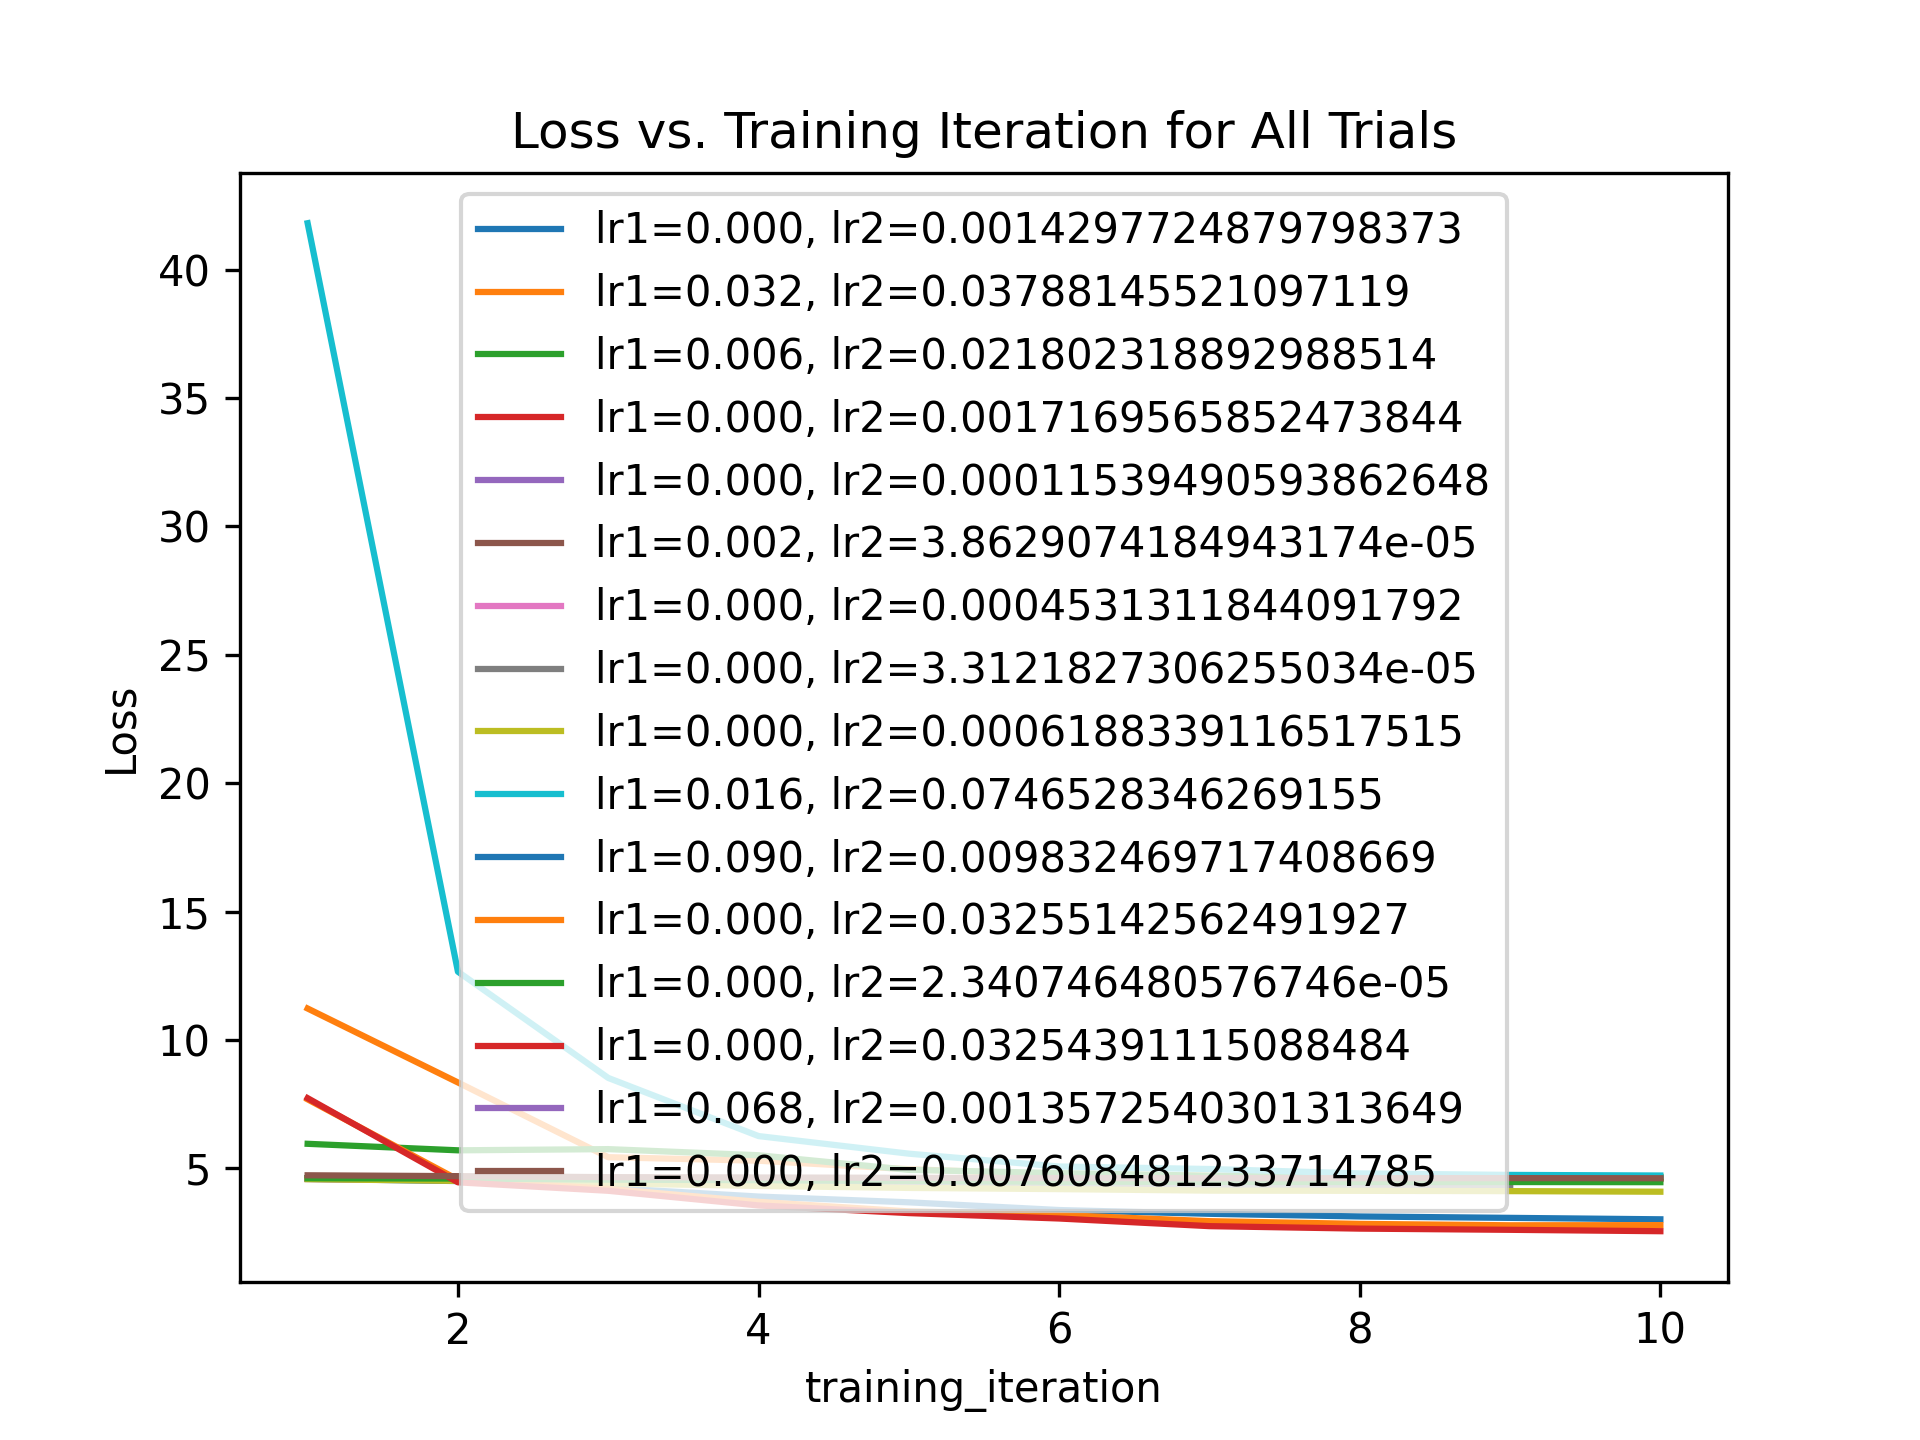 Loss vs. Training Iteration for All Trials
40
35
30
25
20
15
10
5
Loss
lr1=0.000, lr2=0.0014297724879798373
lr1=0.032, lr2=0.03788145521097119
lr1=0.006, lr2=0.021802318892988514
lr1=0.000, lr2=0.0017169565852473844
lr1=0.000, lr2=0.00011539490593862648
lr1=0.002, lr2=3.8629074184943174e-05
lr1=0.000, lr2=0.0004531311844091792
lr1=0.000, lr2=3.3121827306255034e-05
lr1=0.000, lr2=0.0006188339116517515
lr1=0.016, lr2=0.0746528346269155
lr1=0.090, lr2=0.009832469717408669
lr1=0.000, lr2=0.03255142562491927
lr1=0.000, lr2=2.340746480576746e-05
lr1=0.000, lr2=0.03254391115088484
lr1=0.068, lr2=0.0013572540301313649
lr1=0.000, lr2=0.007608481233714785
2
4
6
8
10
training_iteration